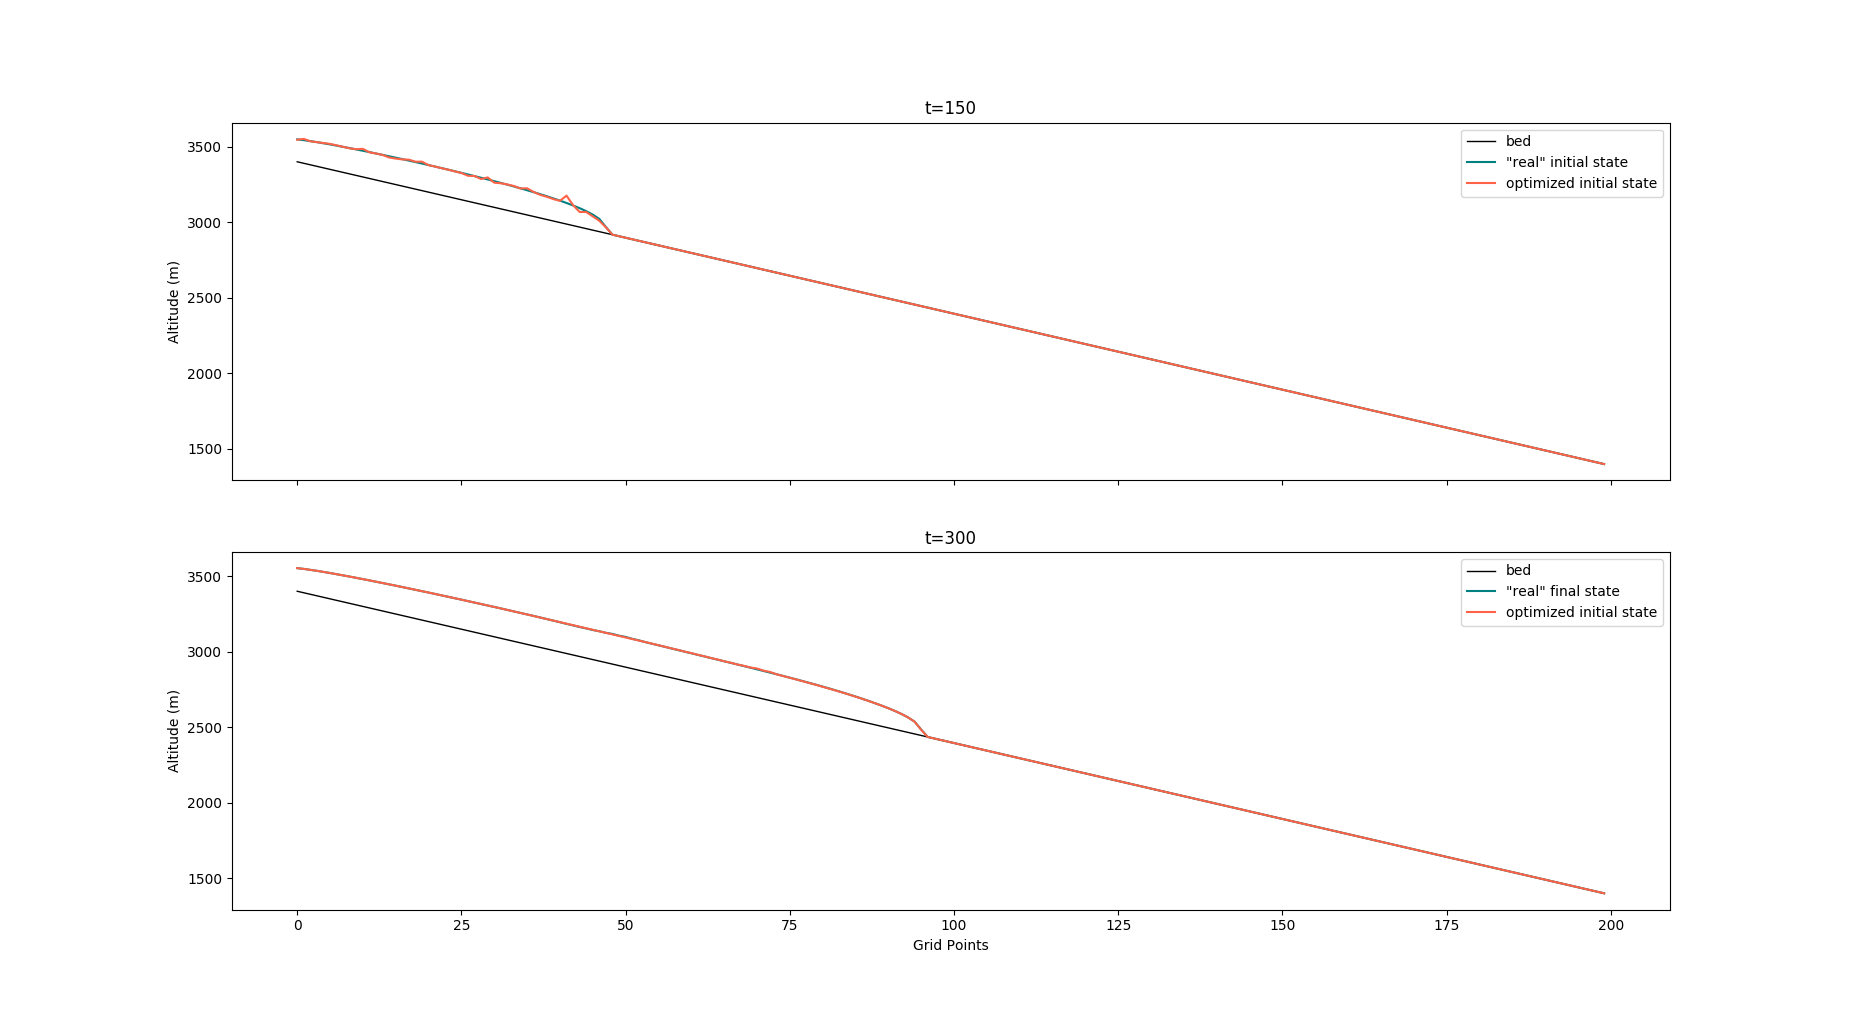 t=150
3500
3000
2500
2000
1500
Altitude (m)
bed
"real" initial state
optimized initial state
t=300
3500
3000
2500
2000
1500
Altitude (m)
bed
"real" final state
optimized initial state
0 25 50 75 100 125 150 175 200
Grid Points